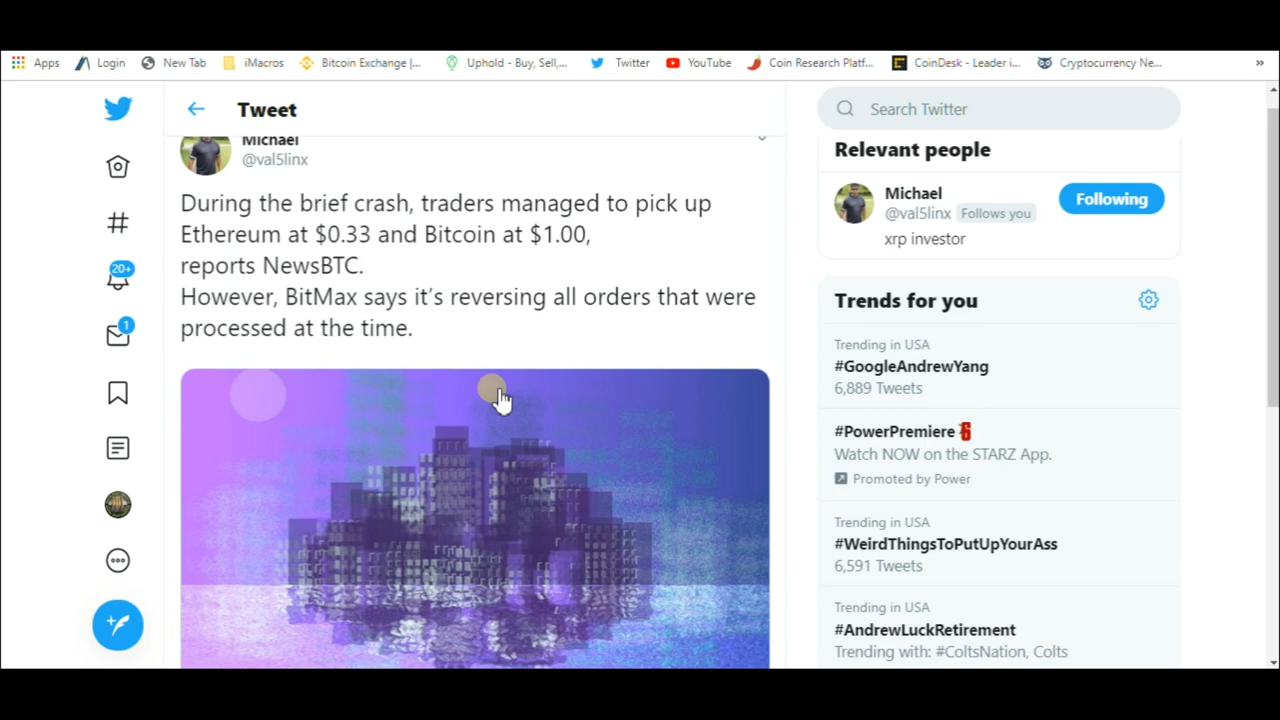 Apps Login New Tab iMacros Bitcoin Exchange |... Uphold - Buy, Sell,... Twitter YouTube Coin Research Platf... CoinDesk - Leader i... Cryptocurrency Ne... »
Tweet
Michael
@val5linx
During the brief crash, traders managed to pick up
Ethereum at $0.33 and Bitcoin at $1.00,
reports NewsBTC.
However, BitMax says it’s reversing all orders that were
processed at the time.
20+
1
Search Twitter
Relevant people
Michael
Following
@val5linx Follows you
xrp investor
Trends for you
Trending in USA
#GoogleAndrewYang
6,889 Tweets
#PowerPremiere 6
Watch NOW on the STARZ App.
Promoted by Power
Trending in USA
#WeirdThingsToPutUpYourAss
6,591 Tweets
Trending in USA
#AndrewLuckRetirement
Trending with: #ColtsNation, Colts